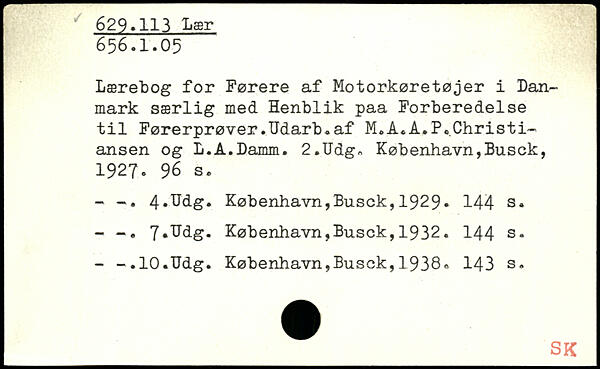 629.113 Lær
656.1.05
Lærebog for Førere af Motorkøretøjer i Dan-
mark særlig med Henblik paa Forberedelse
til Førerprøver.Udarb.af M.A.A.P.Christi-
ansen og L.A.Damm. 2.Udg. København,Busck,
1927. 96 s.
- -. 4.Udg. København,Busck,1929. 144 s.
- -. 7.Udg. København,Busck,1932. 144 s.
- -.10.Udg. København,Busck,1938. 143 s.
SK